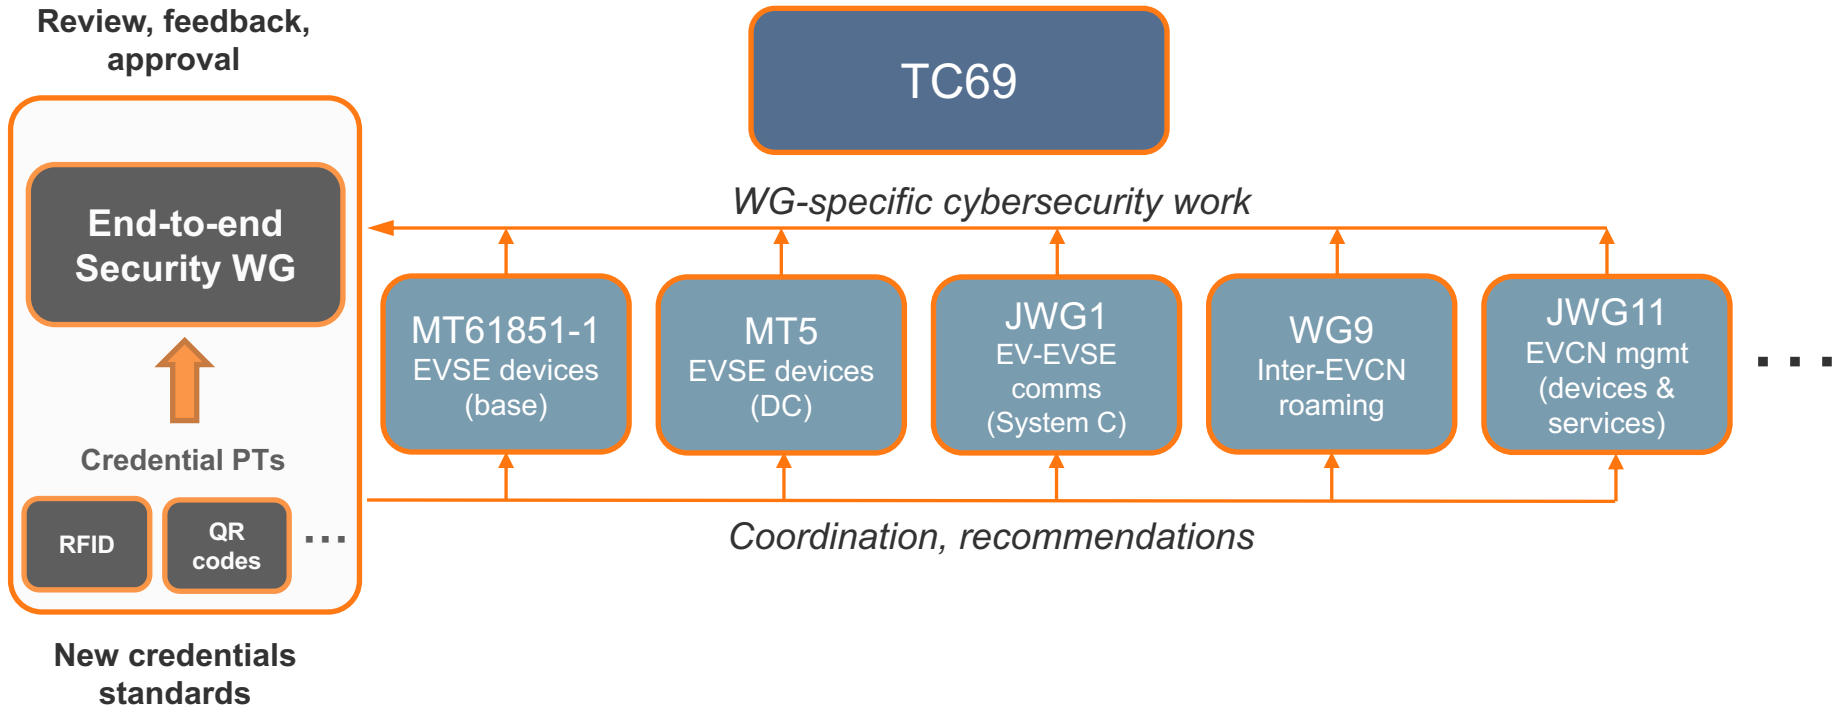 Review, feedback,
approval
TC69
End-to-end
Security WG
Credential PTs
RFID
QR
codes
...
New credentials
standards
WG-specific cybersecurity work
MT61851-1
EVSE devices
(base)
MT5
EVSE devices
(DC)
JWG1
EV-EVSE
comms
(System C)
WG9
Inter-EVCN
roaming
JWG11
EVCN mgmt
(devices &
services)
...
Coordination, recommendations